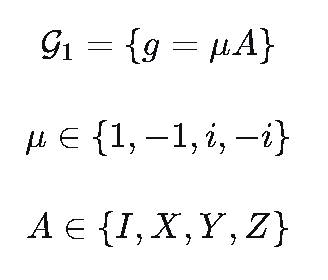 𝒢₁ = {g = μA}
μ ∈ {1, −1, i, −i}
A ∈ {I, X, Y, Z}